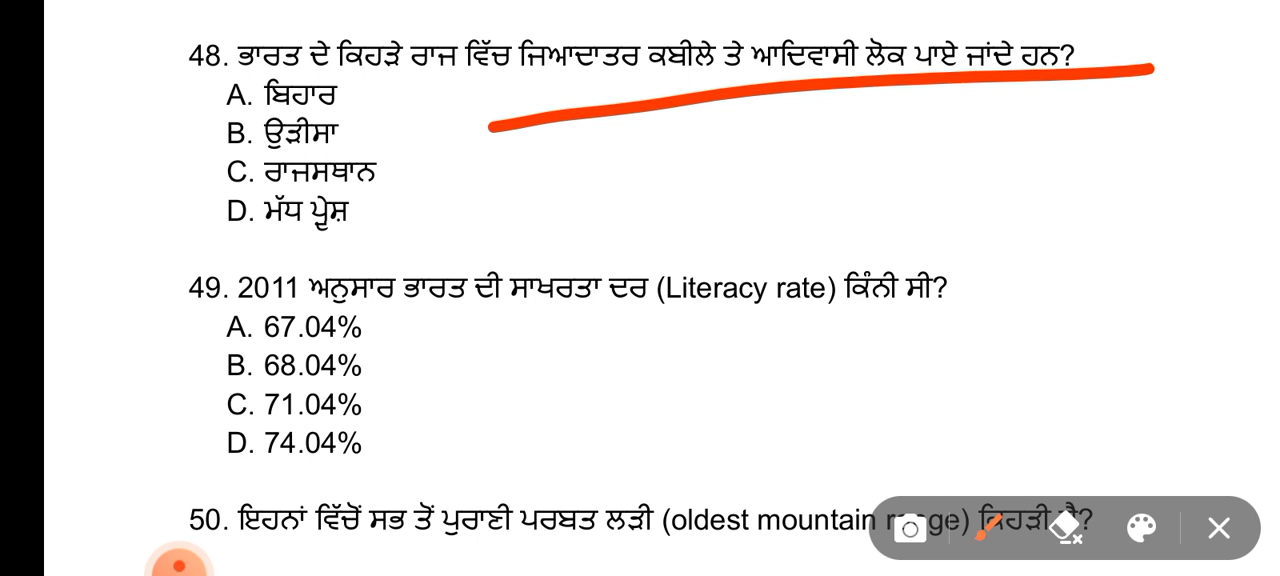 48. ਭਾਰਤ ਦੇ ਕਿਹੜੇ ਰਾਜ ਵਿੱਚ ਜਿਆਦਾਤਰ ਕਬੀਲੇ ਤੇ ਆਦਿਵਾਸੀ ਲੋਕ ਪਾਏ ਜਾਂਦੇ ਹਨ?
A. ਬਿਹਾਰ
B. ਉੜੀਸਾ
C. ਰਾਜਸਥਾਨ
D. ਮੱਧ ਪ੍ਰਦੇਸ਼
49. 2011 ਅਨੁਸਾਰ ਭਾਰਤ ਦੀ ਸਾਖਰਤਾ ਦਰ (Literacy rate) ਕਿੰਨੀ ਸੀ?
A. 67.04%
B. 68.04%
C. 71.04%
D. 74.04%
50. ਇਹਨਾਂ ਵਿੱਚੋਂ ਸਭ ਤੋਂ ਪੁਰਾਣੀ ਪਰਬਤ ਲੜੀ (oldest mountain